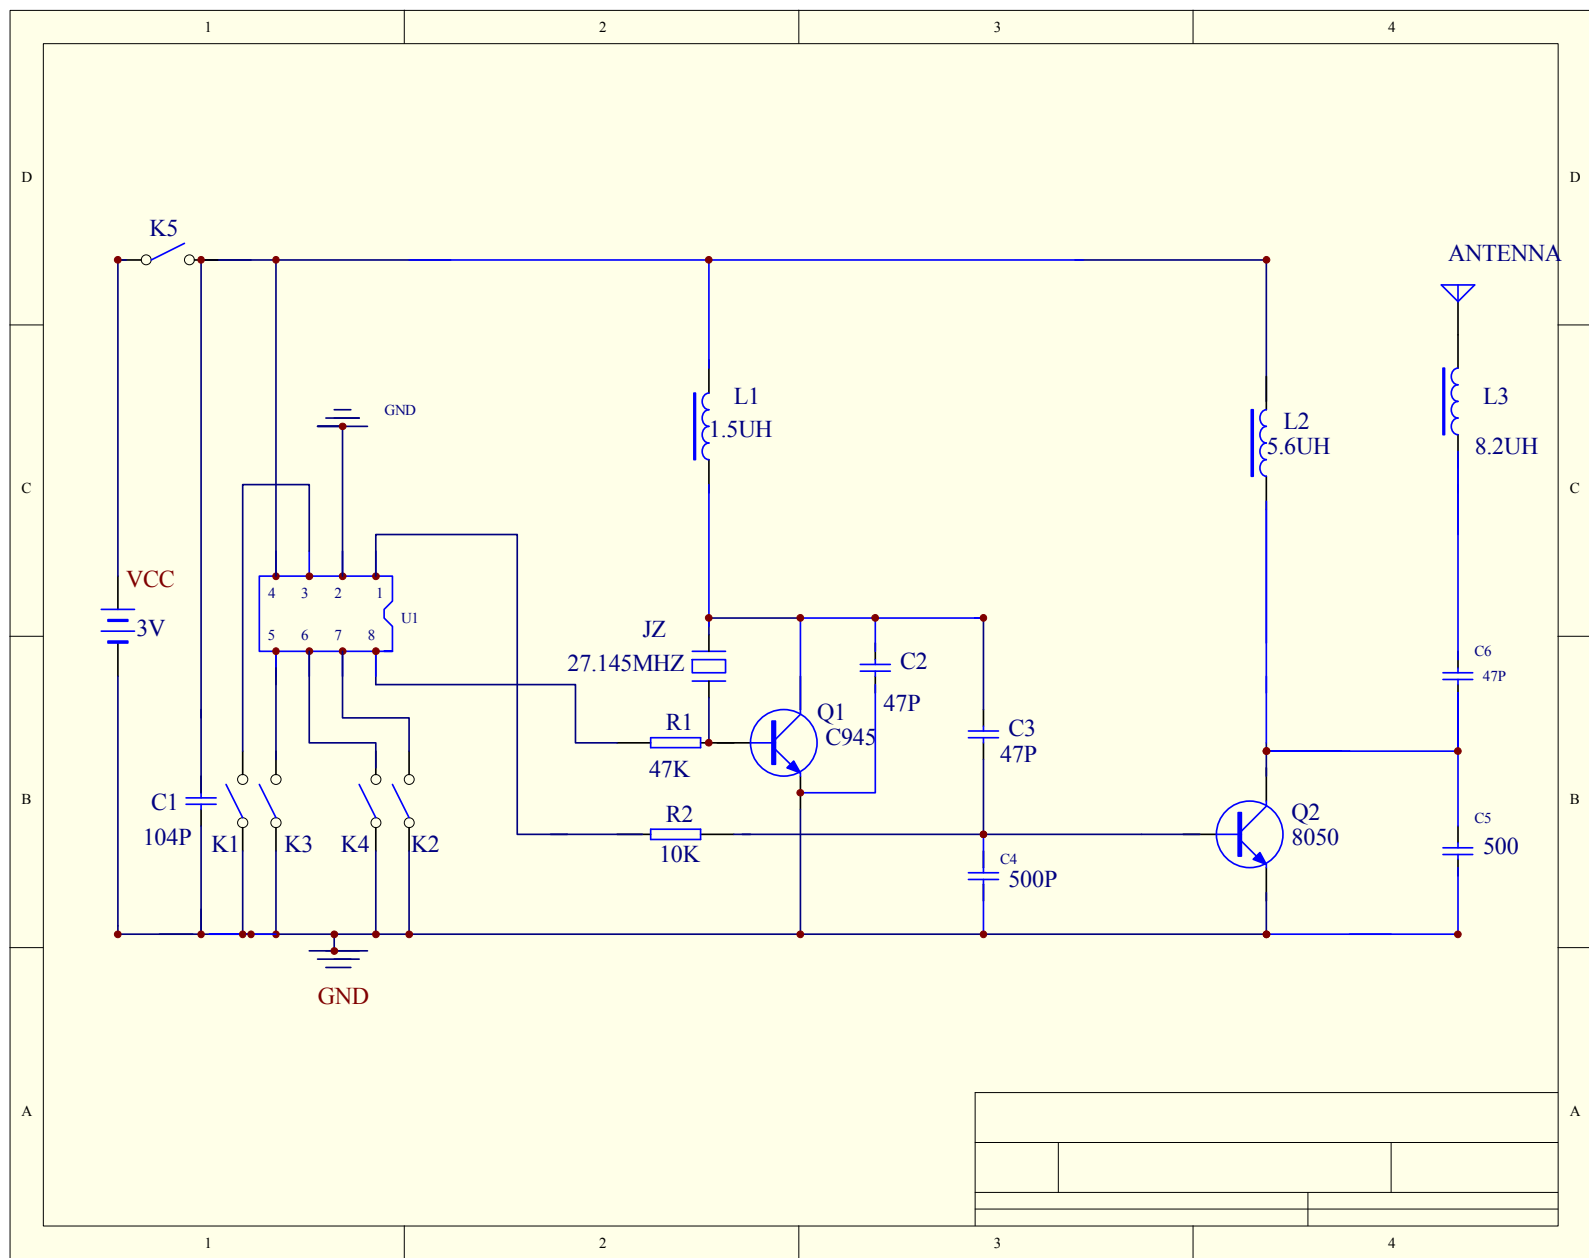 1 2 3 4
D D
K5
ANTENNA
L1
1.5UH
L3
8.2UH
GND
L2
5.6UH
C C
VCC
3V
4 3 2 1
U1
5 6 7 8
JZ
27.145MHZ
C2
47P
C6
47P
Q1
C945
R1
47K
C3
47P
C1
104P
K1 K3 K4 K2
R2
10K
C4
500P
Q2
8050
C5
500
B B
GND
A A
1 2 3 4